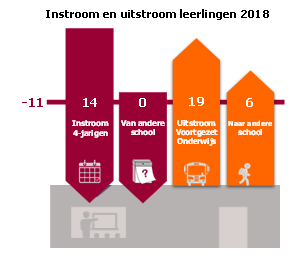 Instroom en uitstroom leerlingen 2018
-11
14
0
19
6
Instroom
4-jarigen
Van andere
school
Uitstroom
Voortgezet
Onderwijs
Naar andere
school
?